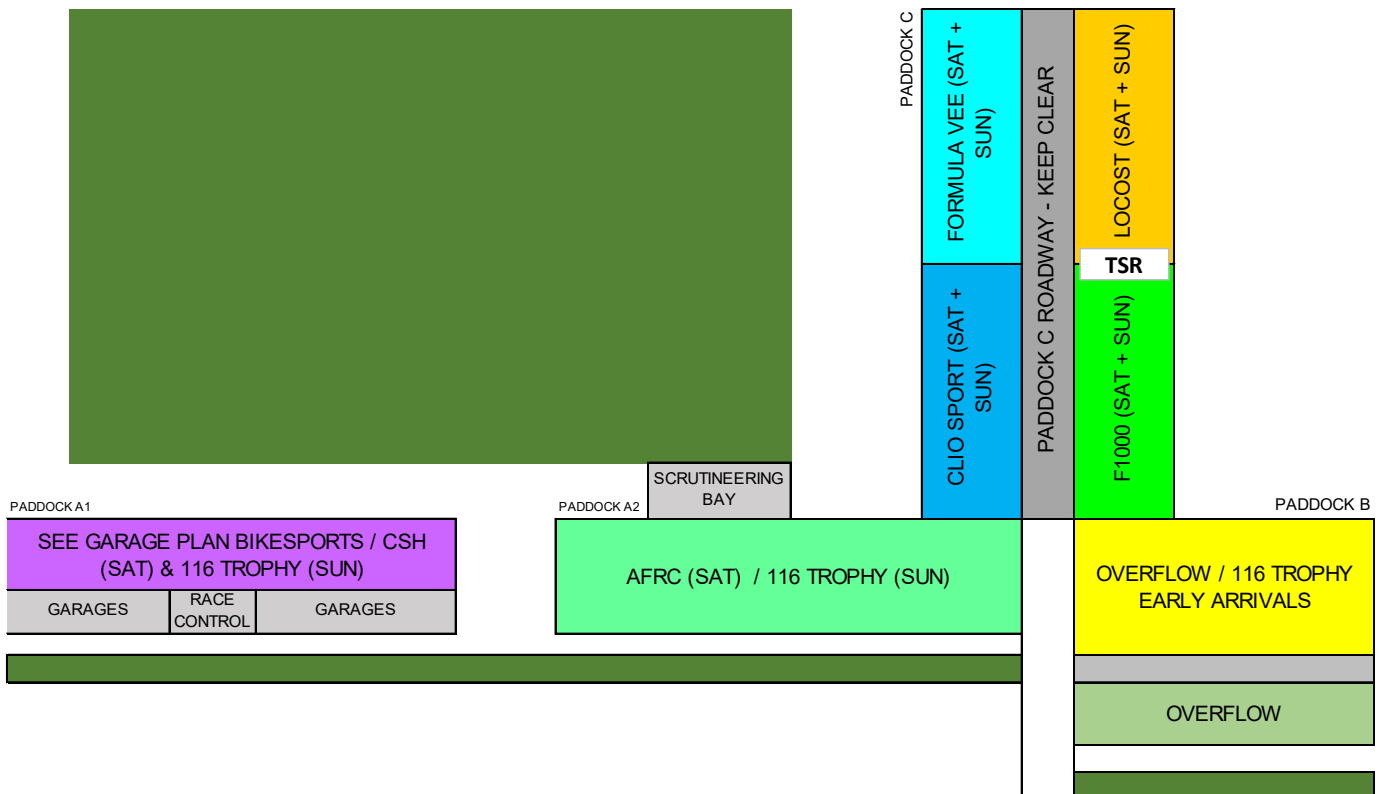 PADDOCK C
FORMULA VEE (SAT +
SUN)
PADDOCK C ROADWAY - KEEP CLEAR
LOCOST (SAT + SUN)
TSR
CLIO SPORT (SAT +
SUN)
F1000 (SAT + SUN)
SCRUTINEERING
BAY
PADDOCK A1
PADDOCK A2
PADDOCK B
SEE GARAGE PLAN BIKESPORTS / CSH
(SAT) & 116 TROPHY (SUN)
GARAGES
RACE
CONTROL
GARAGES
AFRC (SAT) / 116 TROPHY (SUN)
OVERFLOW / 116 TROPHY
EARLY ARRIVALS
OVERFLOW